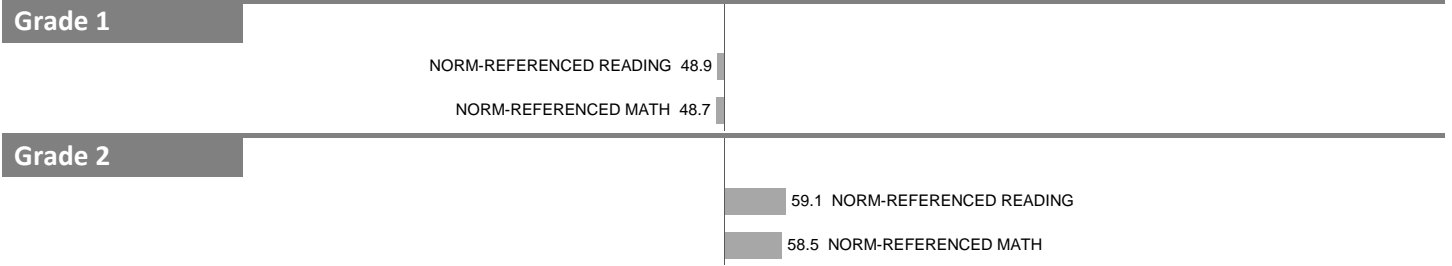 Grade 1
NORM-REFERENCED READING 48.9
NORM-REFERENCED MATH 48.7
Grade 2
59.1 NORM-REFERENCED READING
58.5 NORM-REFERENCED MATH